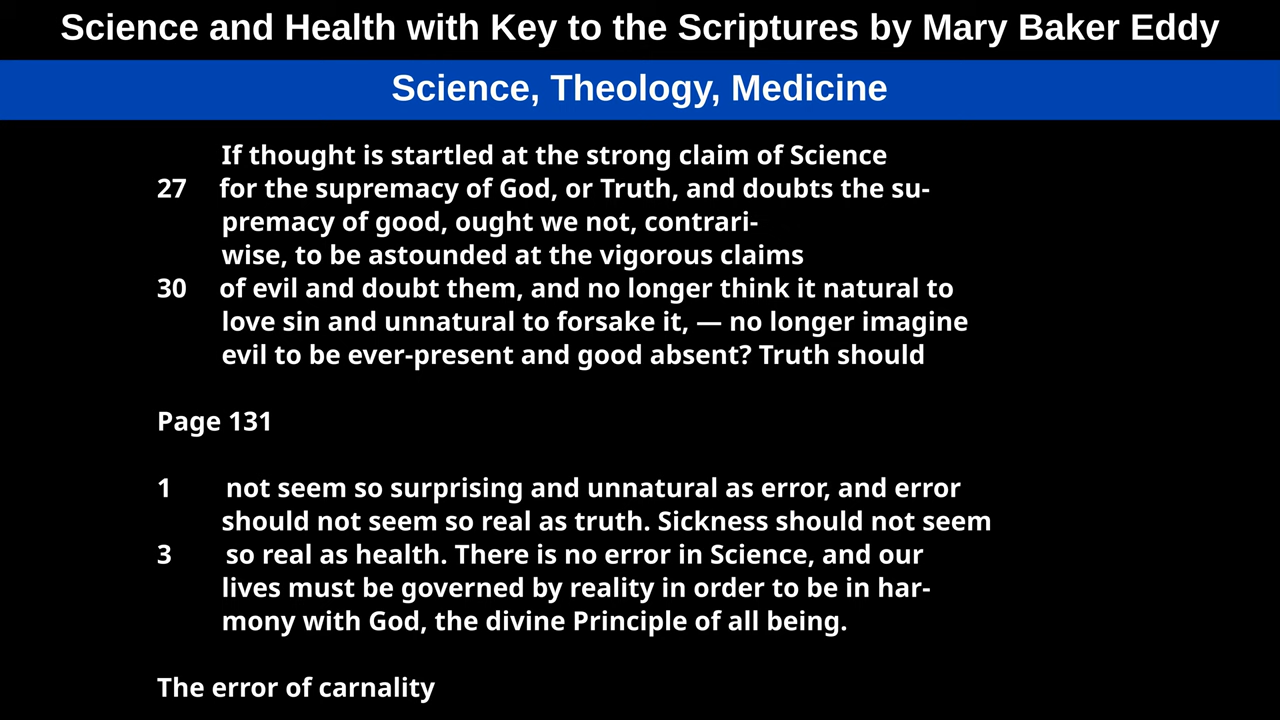 Science and Health with Key to the Scriptures by Mary Baker Eddy
Science, Theology, Medicine
If thought is startled at the strong claim of Science
27 for the supremacy of God, or Truth, and doubts the su-
premacy of good, ought we not, contrari-
wise, to be astounded at the vigorous claims
30 of evil and doubt them, and no longer think it natural to
love sin and unnatural to forsake it, — no longer imagine
evil to be ever-present and good absent? Truth should
Page 131
1 not seem so surprising and unnatural as error, and error
should not seem so real as truth. Sickness should not seem
3 so real as health. There is no error in Science, and our
lives must be governed by reality in order to be in har-
mony with God, the divine Principle of all being.
The error of carnality